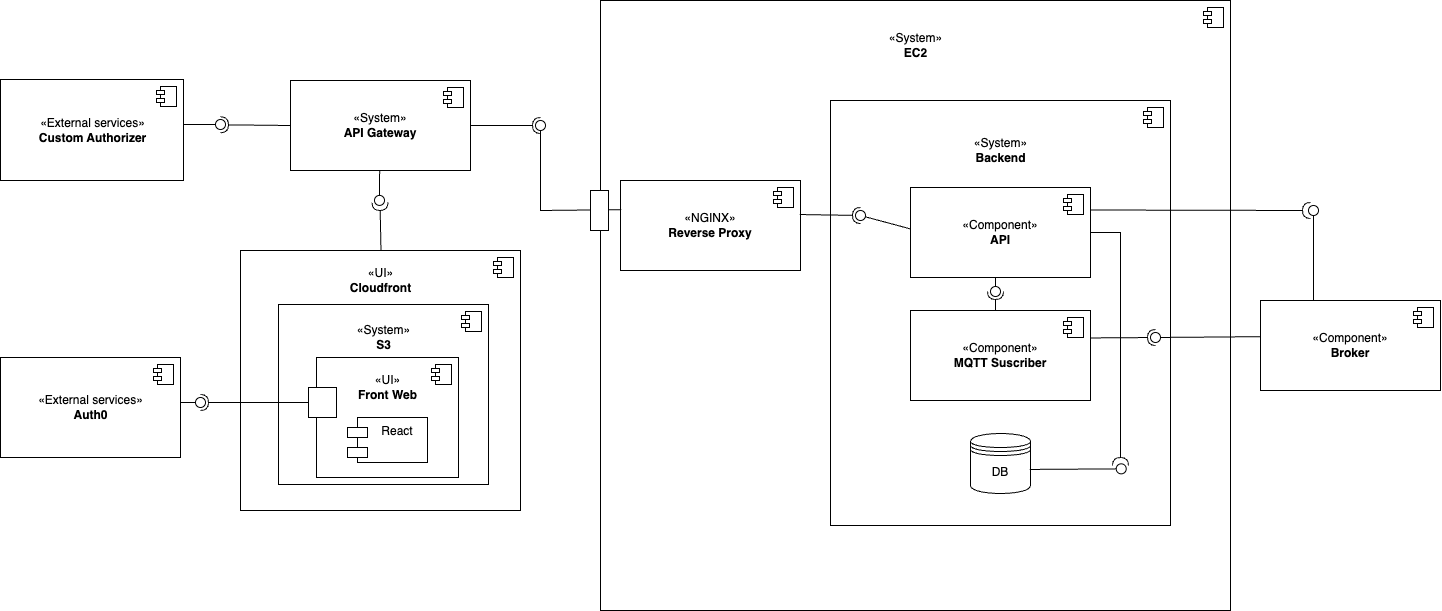 «System»
EC2
«External services»
Custom Authorizer
«System»
API Gateway
«System»
Backend
«NGINX»
Reverse Proxy
«Component»
API
«UI»
Cloudfront
«System»
S3
«Component»
MQTT Suscriber
«Component»
Broker
«External services»
Auth0
«UI»
Front Web
React
DB